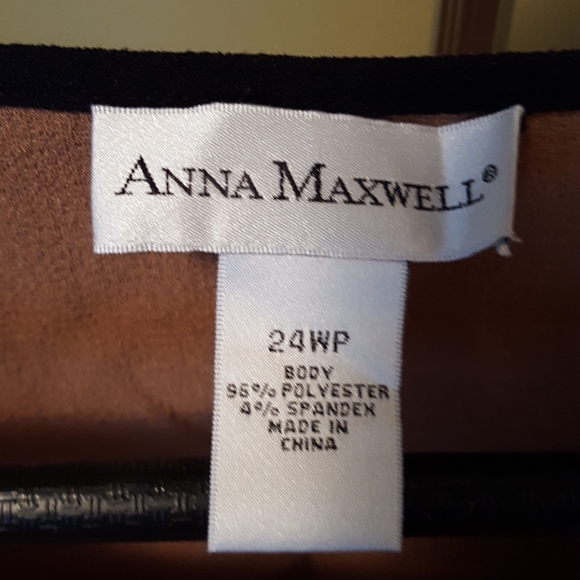 ANNA MAXWELL®
24WP
BODY
96% POLYESTER
4% SPANDEX
MADE IN
CHINA